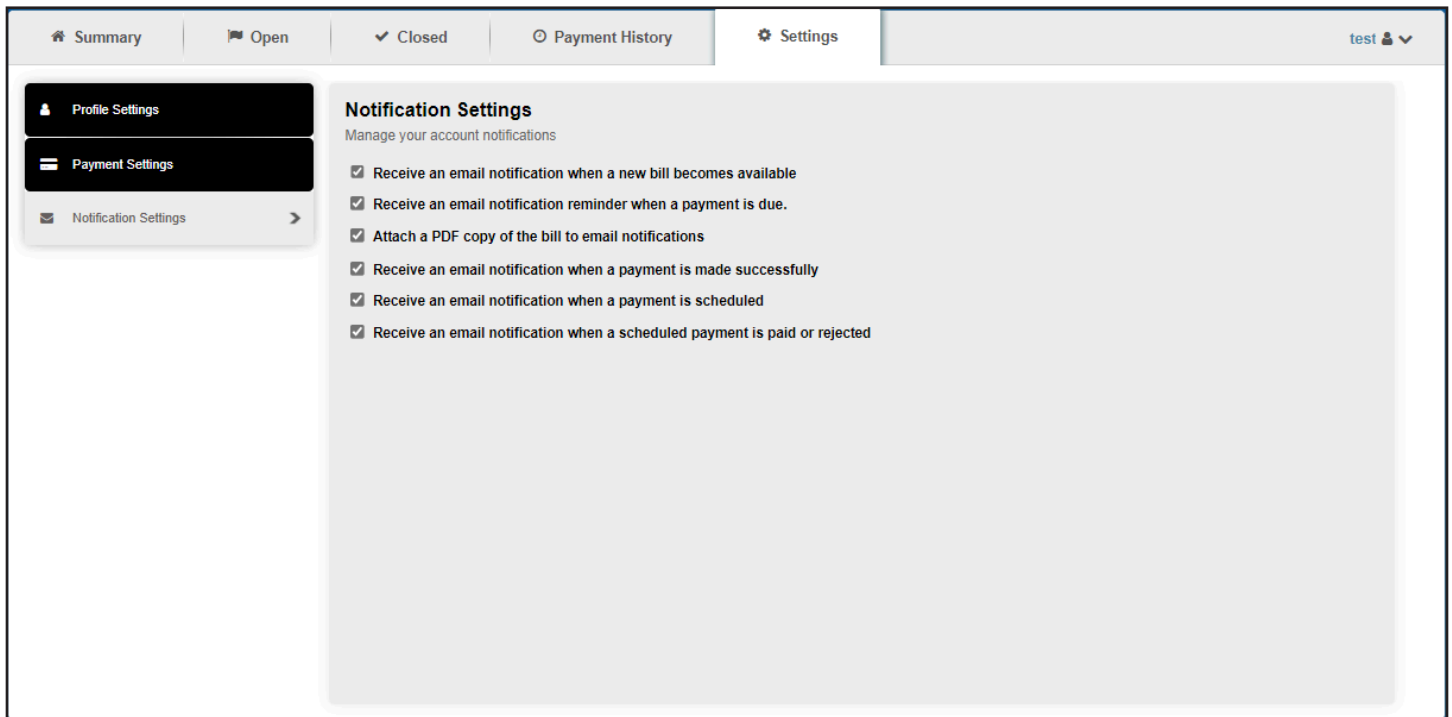 Summary
Open
Closed
Payment History
Settings
test
Profile Settings
Payment Settings
Notification Settings
Notification Settings
Manage your account notifications
Receive an email notification when a new bill becomes available
Receive an email notification reminder when a payment is due.
Attach a PDF copy of the bill to email notifications
Receive an email notification when a payment is made successfully
Receive an email notification when a payment is scheduled
Receive an email notification when a scheduled payment is paid or rejected